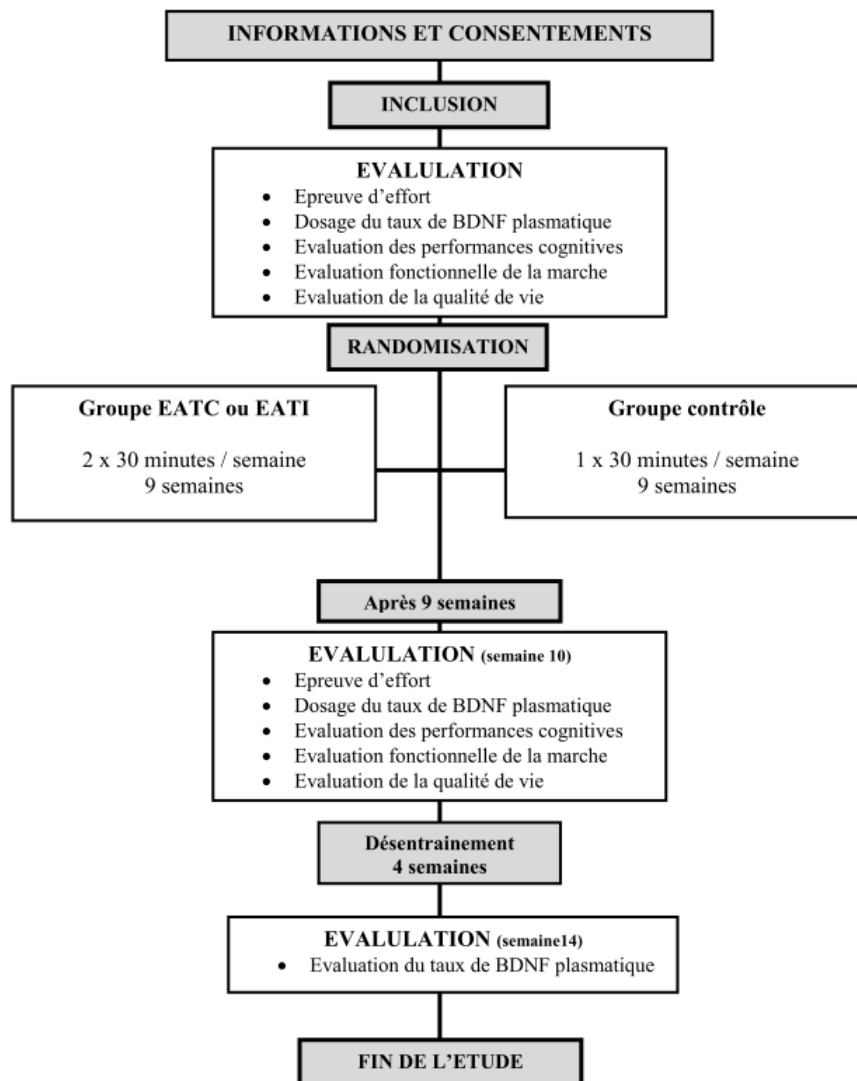 INFORMATIONS ET CONSENTEMENTS
INCLUSION
EVALULATION
• Epreuve d’effort
• Dosage du taux de BDNF plasmatique
• Evaluation des performances cognitives
• Evaluation fonctionnelle de la marche
• Evaluation de la qualité de vie
RANDOMISATION
Groupe EATC ou EATI
2 x 30 minutes / semaine
9 semaines
Groupe contrôle
1 x 30 minutes / semaine
9 semaines
Après 9 semaines
EVALULATION (semaine 10)
• Epreuve d’effort
• Dosage du taux de BDNF plasmatique
• Evaluation des performances cognitives
• Evaluation fonctionnelle de la marche
• Evaluation de la qualité de vie
Désentrainement
4 semaines
EVALULATION (semaine14)
• Evaluation du taux de BDNF plasmatique
FIN DE L’ETUDE